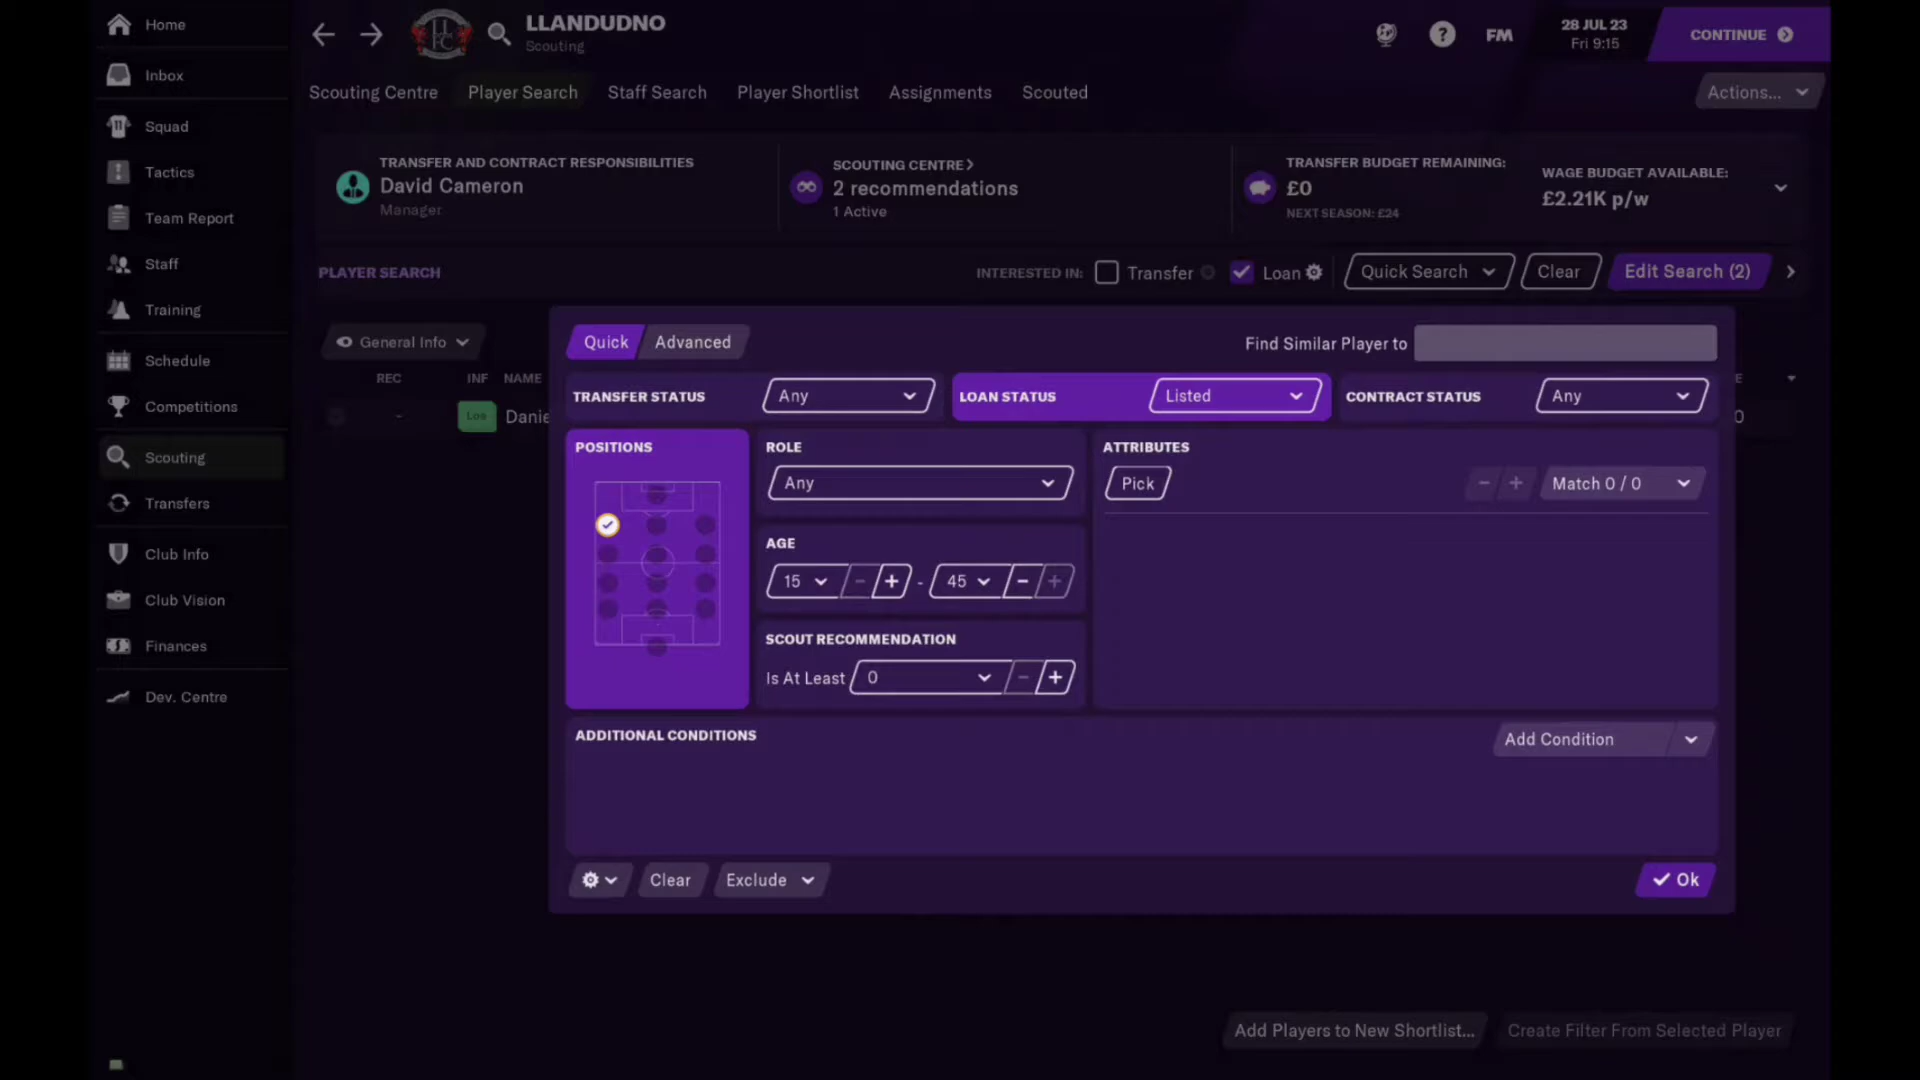 Home
Inbox
Squad
Tactics
Team Report
Staff
Training
Schedule
Competitions
Scouting
Transfers
Club Info
Club Vision
Finances
Dev. Centre
LLANDUDNO
Scouting
FM
28 JUL 23
Fri 9:15
CONTINUE
Scouting Centre
Player Search
Staff Search
Player Shortlist
Assignments
Scouted
Actions...
TRANSFER AND CONTRACT RESPONSIBILITIES
David Cameron
Manager
SCOUTING CENTRE
2 recommendations
1 Active
TRANSFER BUDGET REMAINING:
£0
NEXT SEASON: £24
WAGE BUDGET AVAILABLE:
£2.21K p/w
PLAYER SEARCH
INTERESTED IN:
Transfer
Loan
Quick Search
Clear
Edit Search (2)
General Info
REC
INF
NAME
-
Loa
Danie
Quick
Advanced
Find Similar Player to
TRANSFER STATUS
Any
LOAN STATUS
Listed
CONTRACT STATUS
Any
POSITIONS
ROLE
Any
AGE
15
- +
-
45
- +
SCOUT RECOMMENDATION
Is At Least
0
- +
ATTRIBUTES
Pick
- +
Match 0 / 0
ADDITIONAL CONDITIONS
Add Condition
Clear
Exclude
Ok
Add Players to New Shortlist...
Create Filter From Selected Player